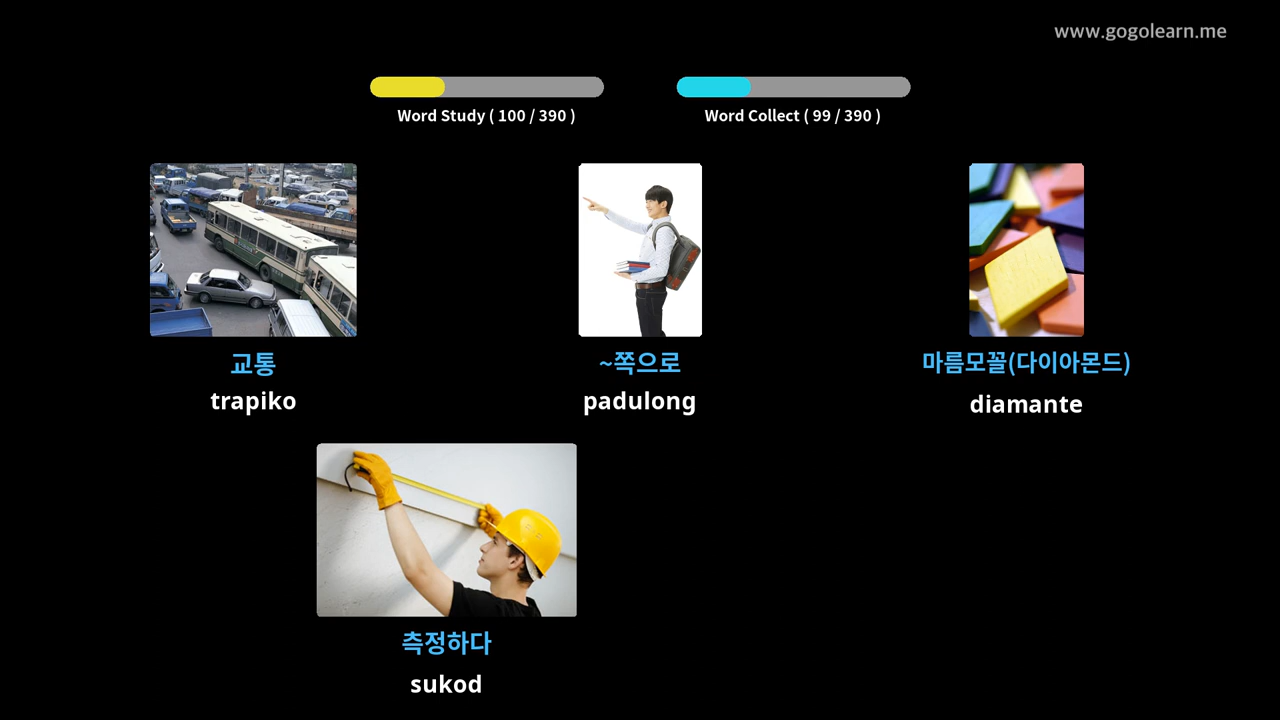 www.gogolearn.me
Word Study ( 100 / 390 )
Word Collect ( 99 / 390 )
교통
trapiko
~쪽으로
padulong
마름모꼴(다이아몬드)
diamante
측정하다
sukod